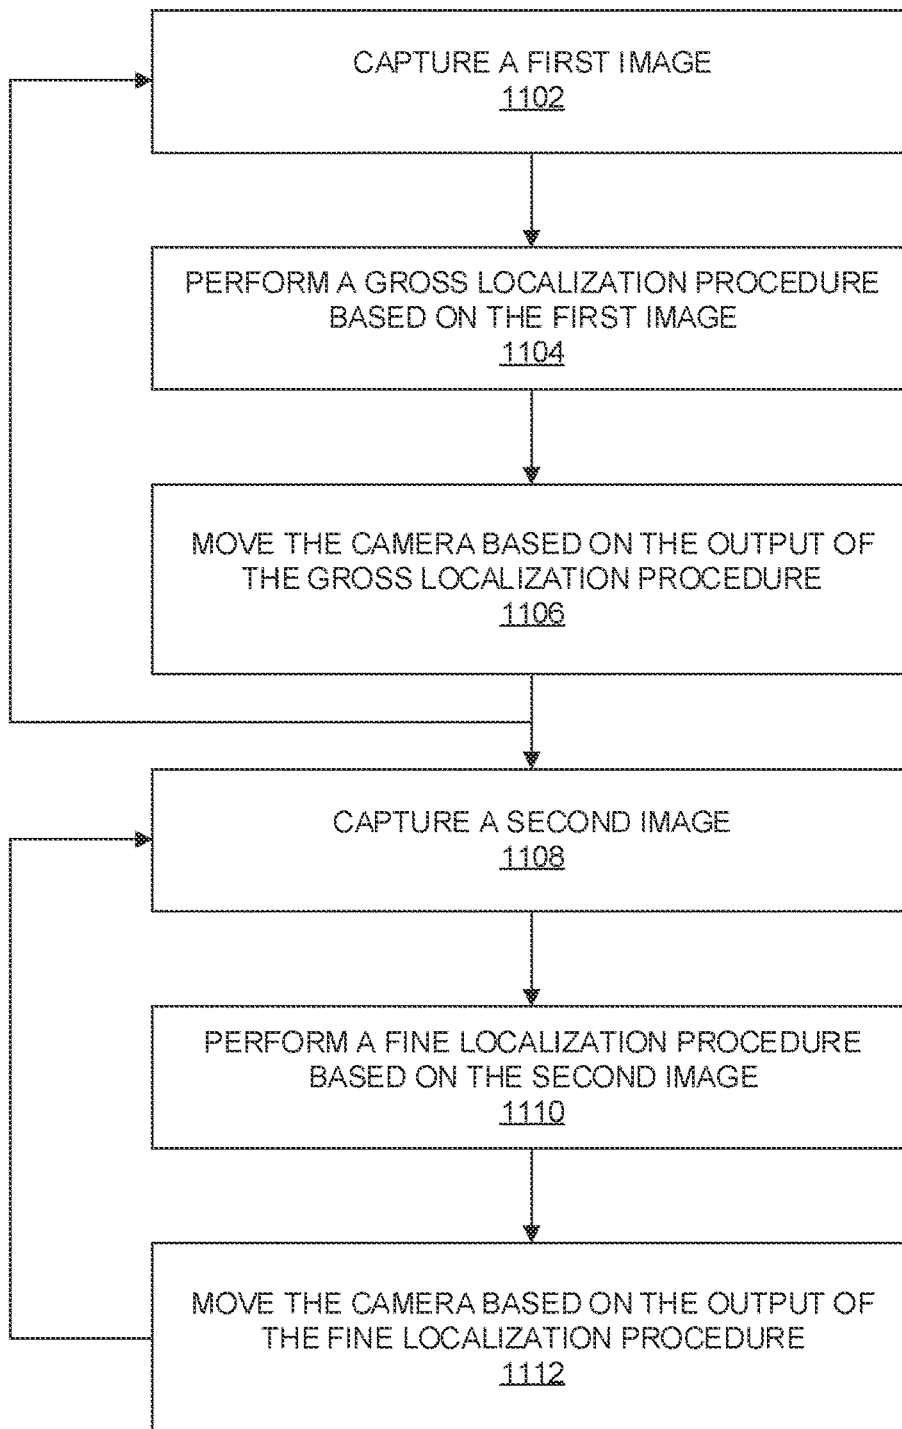 CAPTURE A FIRST IMAGE
1102
PERFORM A GROSS LOCALIZATION PROCEDURE
BASED ON THE FIRST IMAGE
1104
MOVE THE CAMERA BASED ON THE OUTPUT OF
THE GROSS LOCALIZATION PROCEDURE
1106
CAPTURE A SECOND IMAGE
1108
PERFORM A FINE LOCALIZATION PROCEDURE
BASED ON THE SECOND IMAGE
1110
MOVE THE CAMERA BASED ON THE OUTPUT OF
THE FINE LOCALIZATION PROCEDURE
1112